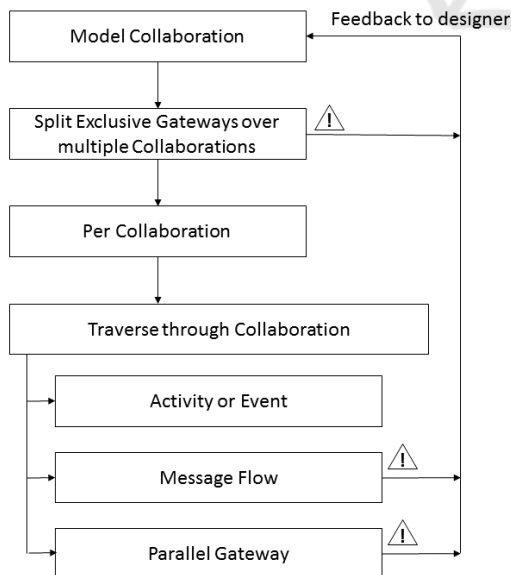 Feedback to designer
Model Collaboration
Split Exclusive Gateways over
multiple Collaborations
!
Per Collaboration
Traverse through Collaboration
Activity or Event
!
Message Flow
!
Parallel Gateway